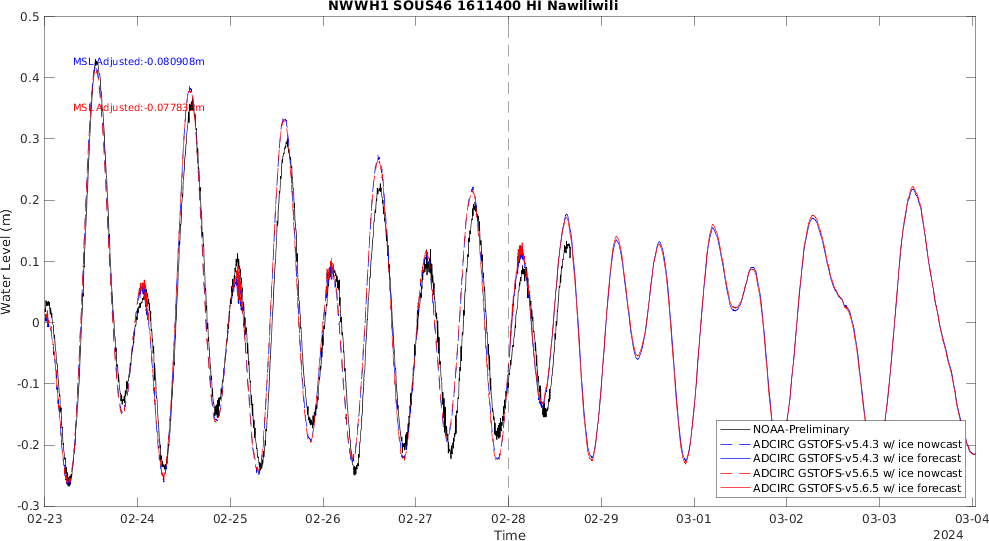 NWWH1 SOUS46 1611400 HI Nawiliwili
0.5
0.4
0.3
0.2
0.1
0
-0.1
-0.2
-0.3
Water Level (m)
MSL Adjusted:-0.080908m
MSL Adjusted:-0.07783
NOAA-Preliminary
ADCIRC GSTOFS-v5.4.3 w/ ice nowcast
ADCIRC GSTOFS-v5.4.3 w/ ice forecast
ADCIRC GSTOFS-v5.6.5 w/ ice nowcast
ADCIRC GSTOFS-v5.6.5 w/ ice forecast
02-23 02-24 02-25 02-26 02-27 02-28 02-29 03-01 03-02 03-03 03-04
Time
2024